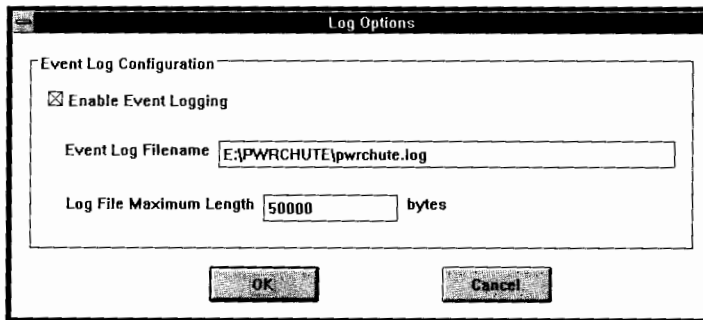 Log Options
Event Log Configuration
Enable Event Logging
Event Log Filename E:\PWRCHUTE\pwrchute.log
Log File Maximum Length 50000 bytes
OK Cancel